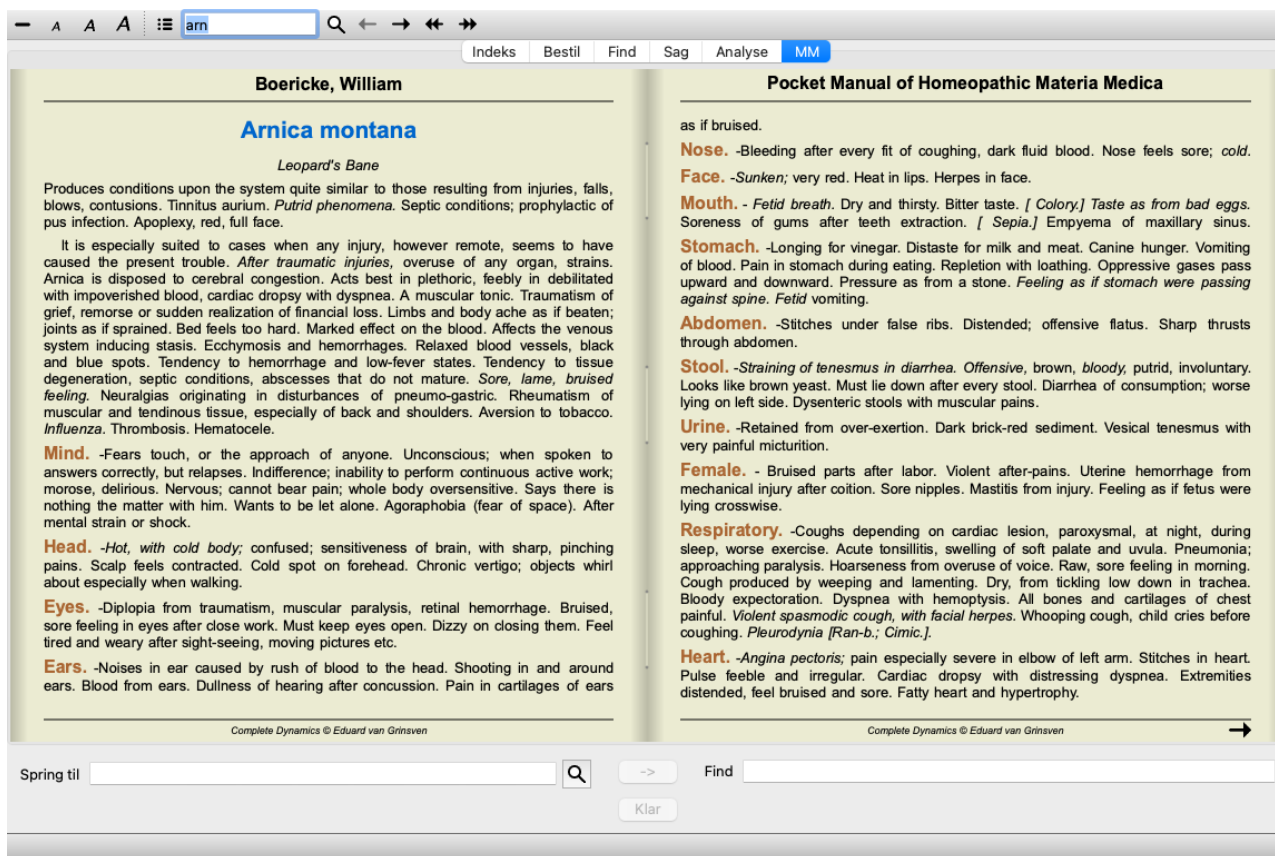 A A A arn
Indeks Bestil Find Sag Analyse MM
Boericke, William
Arnica montana
Leopard's Bane
Produces conditions upon the system quite similar to those resulting from injuries, falls,
blows, contusions. Tinnitus aurium. Putrid phenomena. Septic conditions; prophylactic of
pus infection. Apoplexy, red, full face.
It is especially suited to cases when any injury, however remote, seems to have
caused the present trouble. After traumatic injuries, overuse of any organ, strains.
Arnica is disposed to cerebral congestion. Acts best in plethoric, feebly in debilitated
with impoverished blood, cardiac dropsy with dyspnea. A muscular tonic. Traumatism of
grief, remorse or sudden realization of financial loss. Limbs and body ache as if beaten;
joints as if sprained. Bed feels too hard. Marked effect on the blood. Affects the venous
system inducing stasis. Ecchymosis and hemorrhages. Relaxed blood vessels, black
and blue spots. Tendency to hemorrhage and low-fever states. Tendency to tissue
degeneration, septic conditions, abscesses that do not mature. Sore, lame, bruised
feeling. Neuralgias originating in disturbances of pneumo-gastric. Rheumatism of
muscular and tendinous tissue, especially of back and shoulders. Aversion to tobacco.
Influenza. Thrombosis. Hematocele.
Mind. -Fears touch, or the approach of anyone. Unconscious; when spoken to
answers correctly, but relapses. Indifference; inability to perform continuous active work;
morose, delirious. Nervous; cannot bear pain; whole body oversensitive. Says there is
nothing the matter with him. Wants to be let alone. Agoraphobia (fear of space). After
mental strain or shock.
Head. -Hot, with cold body; confused; sensitiveness of brain, with sharp, pinching
pains. Scalp feels contracted. Cold spot on forehead. Chronic vertigo; objects whirl
about especially when walking.
Eyes. -Diplopia from traumatism, muscular paralysis, retinal hemorrhage. Bruised,
sore feeling in eyes after close work. Must keep eyes open. Dizzy on closing them. Feel
tired and weary after sight-seeing, moving pictures etc.
Ears. -Noises in ear caused by rush of blood to the head. Shooting in and around
ears. Blood from ears. Dullness of hearing after concussion. Pain in cartilages of ears
Complete Dynamics © Eduard van Grinsven
Pocket Manual of Homeopathic Materia Medica
as if bruised.
Nose. -Bleeding after every fit of coughing, dark fluid blood. Nose feels sore; cold.
Face. -Sunken; very red. Heat in lips. Herpes in face.
Mouth. - Fetid breath. Dry and thirsty. Bitter taste. [ Colory.] Taste as from bad eggs.
Soreness of gums after teeth extraction. [ Sepia.] Empyema of maxillary sinus.
Stomach. -Longing for vinegar. Distaste for milk and meat. Canine hunger. Vomiting
of blood. Pain in stomach during eating. Repletion with loathing. Oppressive gases pass
upward and downward. Pressure as from a stone. Feeling as if stomach were passing
against spine. Fetid vomiting.
Abdomen. -Stitches under false ribs. Distended; offensive flatus. Sharp thrusts
through abdomen.
Stool. -Straining of tenesmus in diarrhea. Offensive, brown, bloody, putrid, involuntary.
Looks like brown yeast. Must lie down after every stool. Diarrhea of consumption; worse
lying on left side. Dysenteric stools with muscular pains.
Urine. -Retained from over-exertion. Dark brick-red sediment. Vesical tenesmus with
very painful micturition.
Female. - Bruised parts after labor. Violent after-pains. Uterine hemorrhage from
mechanical injury after coition. Sore nipples. Mastitis from injury. Feeling as if fetus were
lying crosswise.
Respiratory. -Coughs depending on cardiac lesion, paroxysmal, at night, during
sleep, worse exercise. Acute tonsillitis, swelling of soft palate and uvula. Pneumonia;
approaching paralysis. Hoarseness from overuse of voice. Raw, sore feeling in morning.
Cough produced by weeping and lamenting. Dry, from tickling low down in trachea.
Bloody expectoration. Dyspnea with hemoptysis. All bones and cartilages of chest
painful. Violent spasmodic cough, with facial herpes. Whooping cough, child cries before
coughing. Pleurodynia [Ran-b.; Cimic.].
Heart. -Angina pectoris; pain especially severe in elbow of left arm. Stitches in heart.
Pulse feeble and irregular. Cardiac dropsy with distressing dyspnea. Extremities
distended, feel bruised and sore. Fatty heart and hypertrophy.
Complete Dynamics © Eduard van Grinsven
Spring til -> Find
Klar